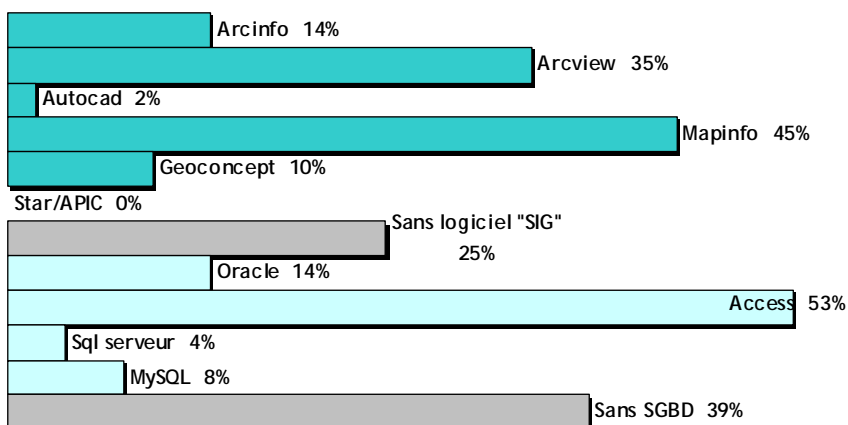 Arcinfo 14%
Arcview 35%
Autocad 2%
Mapinfo 45%
Geoconcept 10%
Star/APIC 0%
Sans logiciel "SIG"
25%
Oracle 14%
Access 53%
Sql serveur 4%
MySQL 8%
Sans SGBD 39%